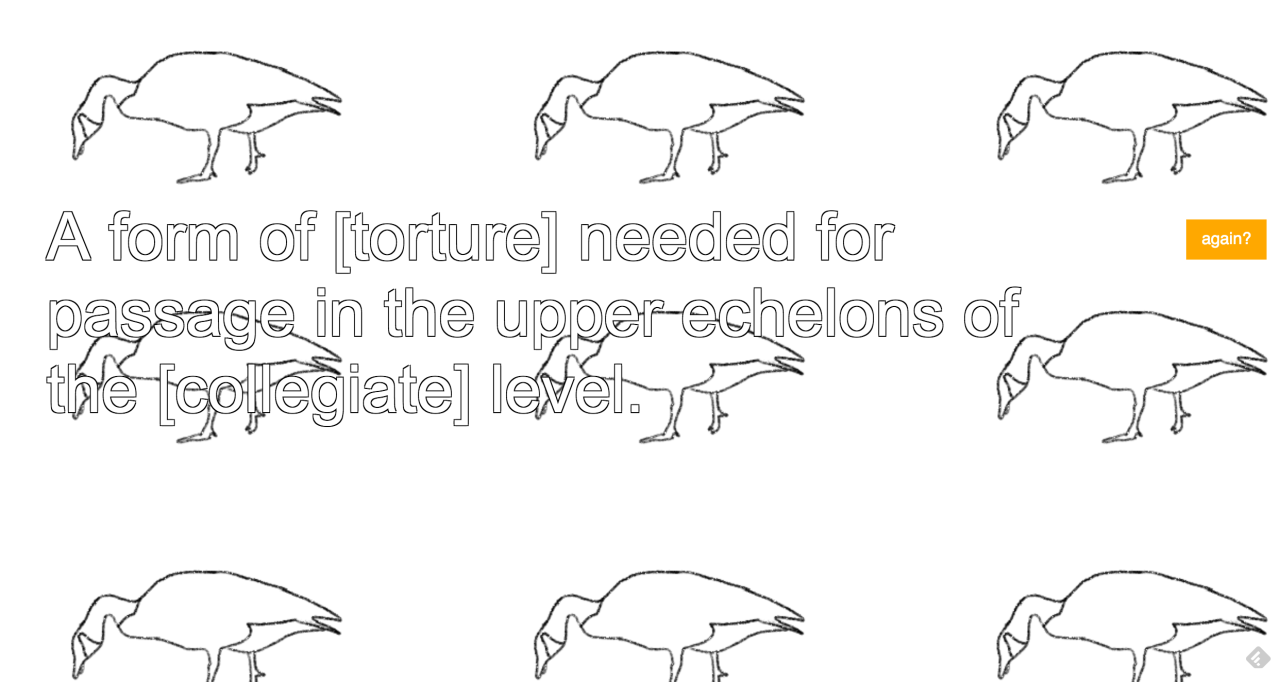 A form of [torture] needed for
again?
passage in the upper echelons of
the [collegiate] level.